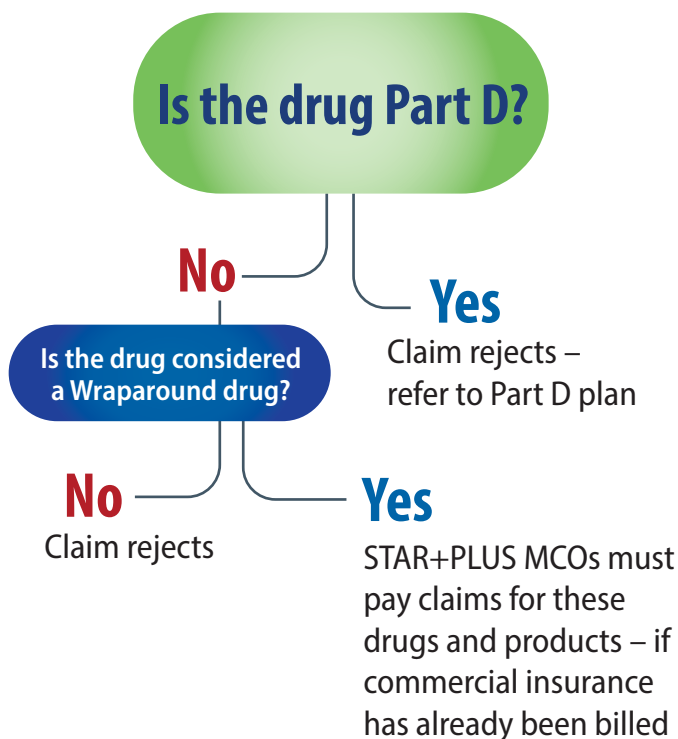 Is the drug Part D?
No
Yes
Claim rejects –
refer to Part D plan
Is the drug considered
a Wraparound drug?
No
Claim rejects
Yes
STAR+PLUS MCOs must
pay claims for these
drugs and products – if
commercial insurance
has already been billed